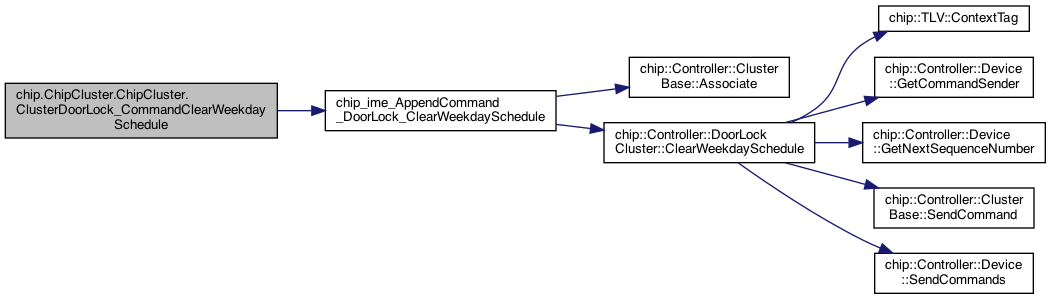 chip.ChipCluster.ChipCluster.
ClusterDoorLock_CommandClearWeekday
Schedule
chip_ime_AppendCommand
_DoorLock_ClearWeekdaySchedule
chip::Controller::Cluster
Base::Associate
chip::Controller::DoorLock
Cluster::ClearWeekdaySchedule
chip::TLV::ContextTag
chip::Controller::Device
::GetCommandSender
chip::Controller::Device
::GetNextSequenceNumber
chip::Controller::Cluster
Base::SendCommand
chip::Controller::Device
::SendCommands